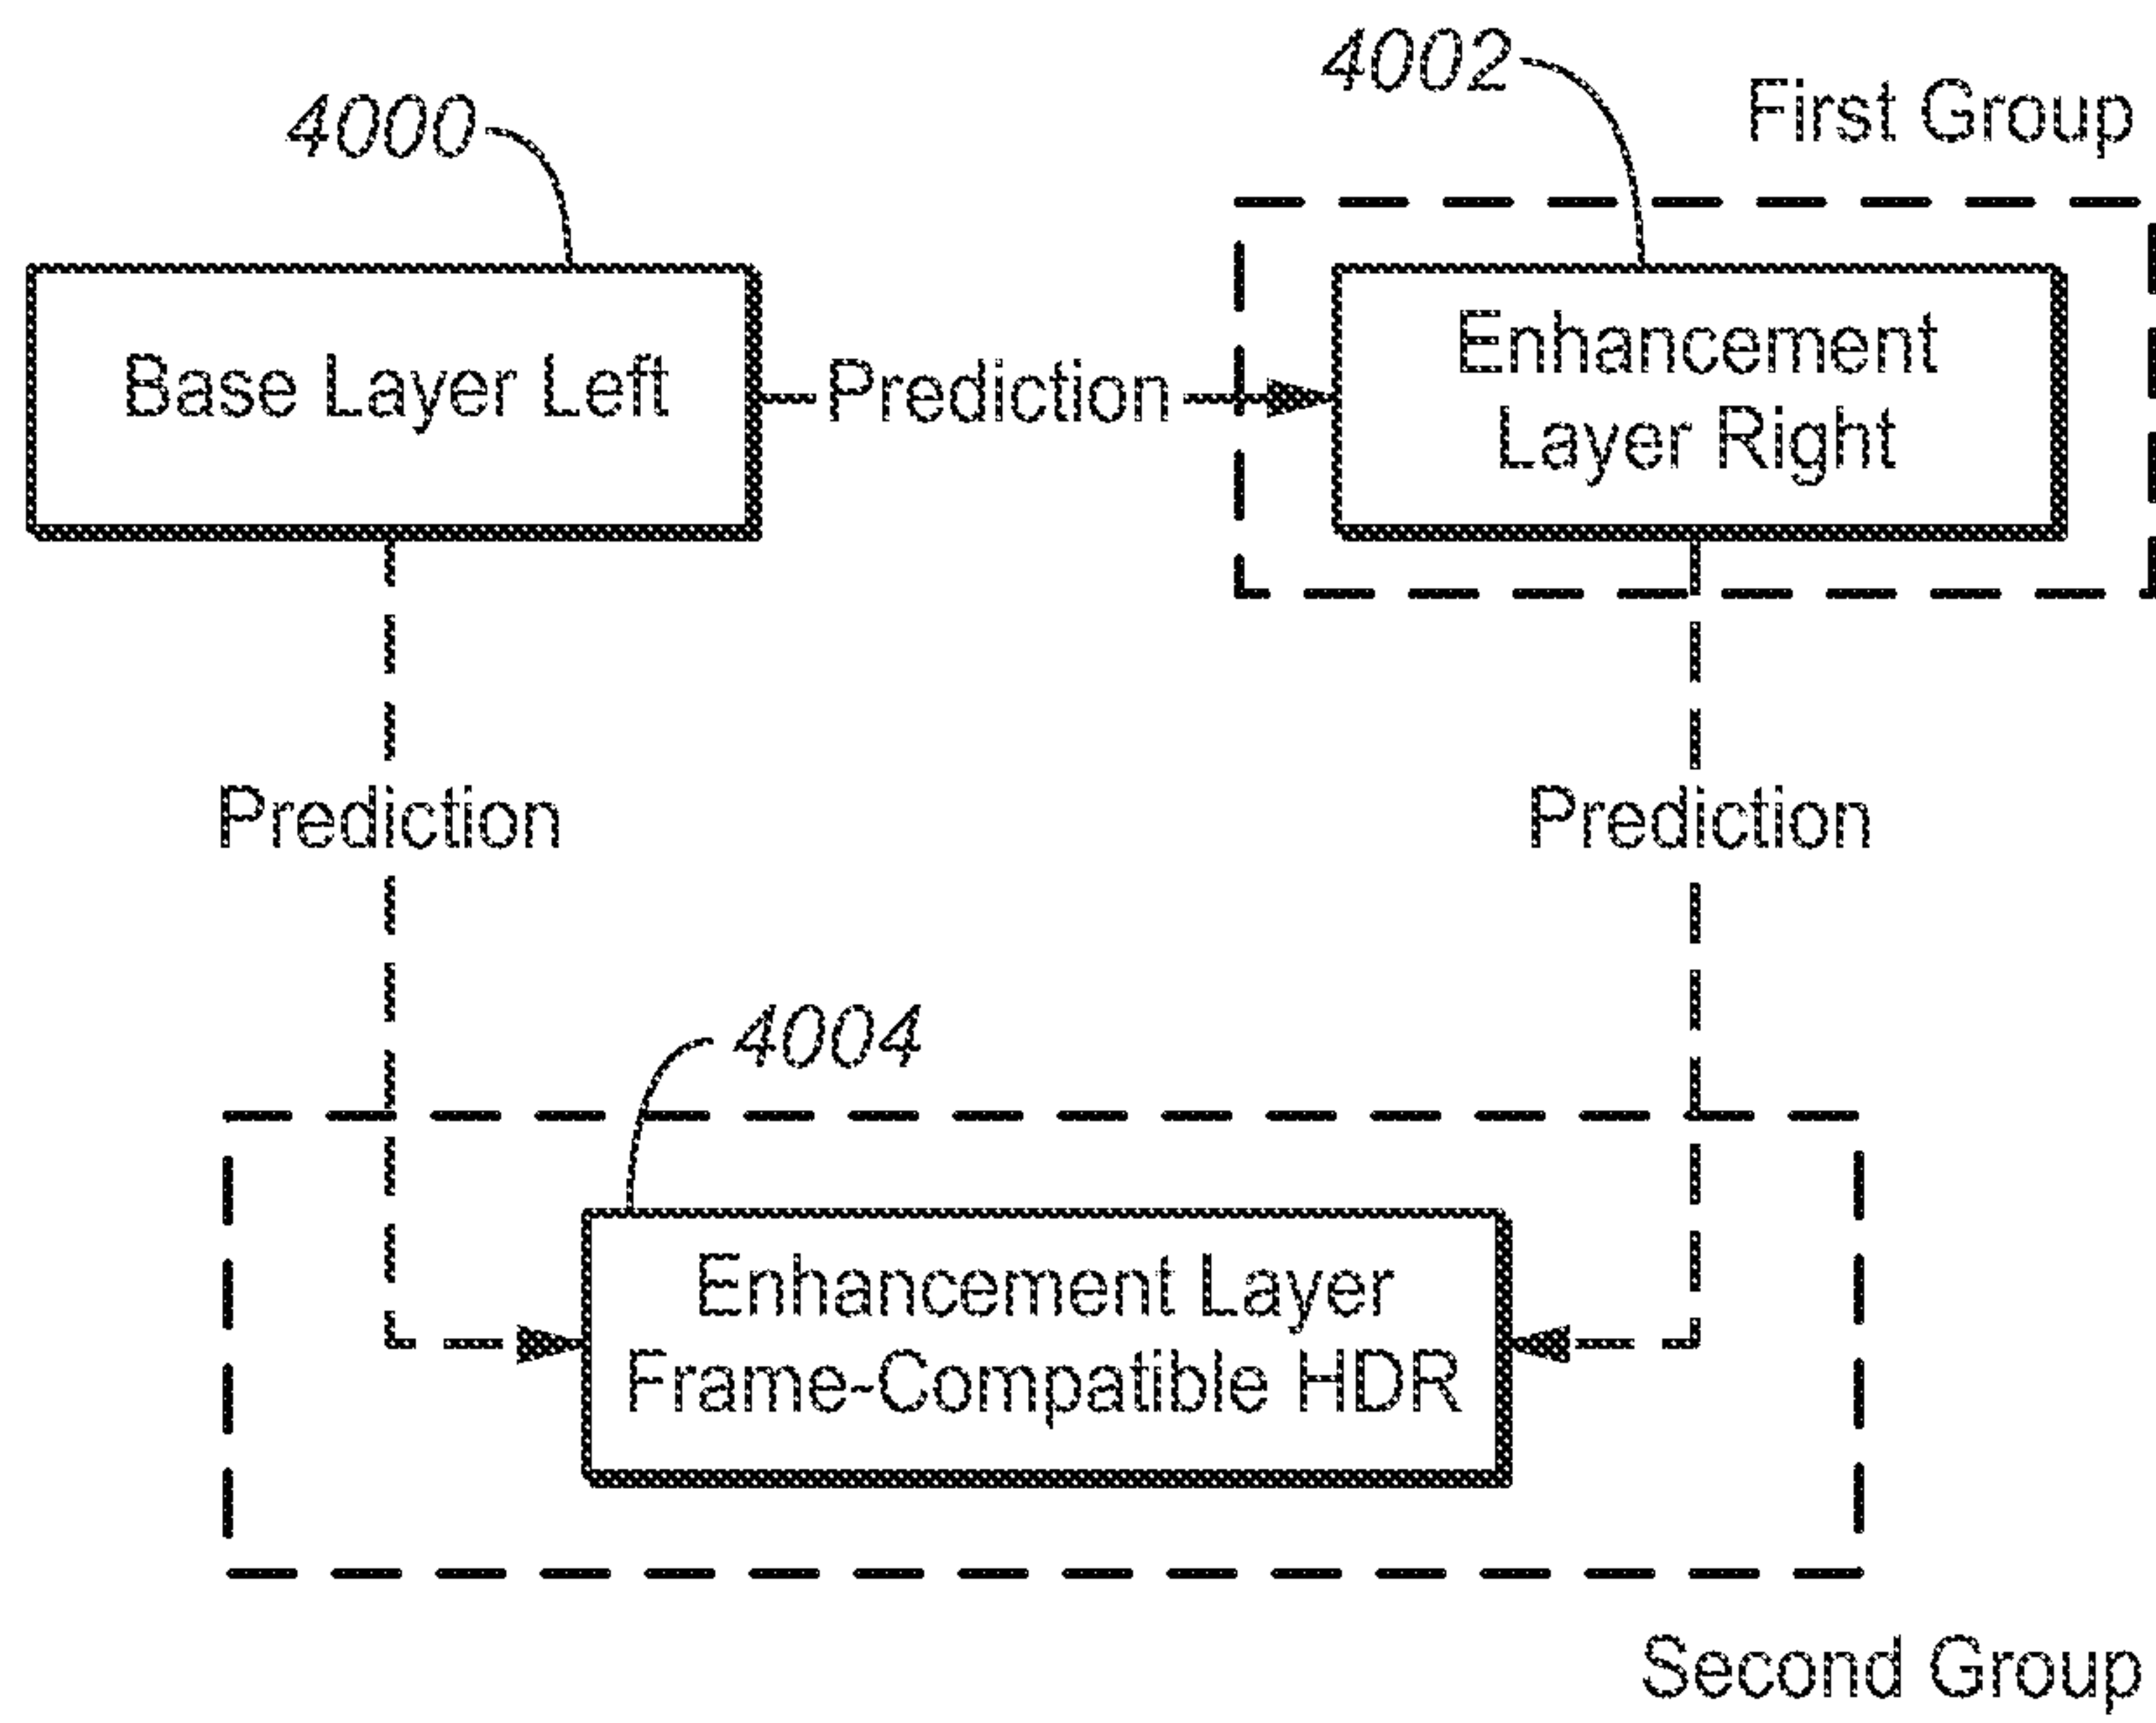 4002
First Group
4000
Base Layer Left
Prediction
Enhancement
Layer Right
Prediction
Prediction
4004
Enhancement Layer
Frame-Compatible HDR
Second Group